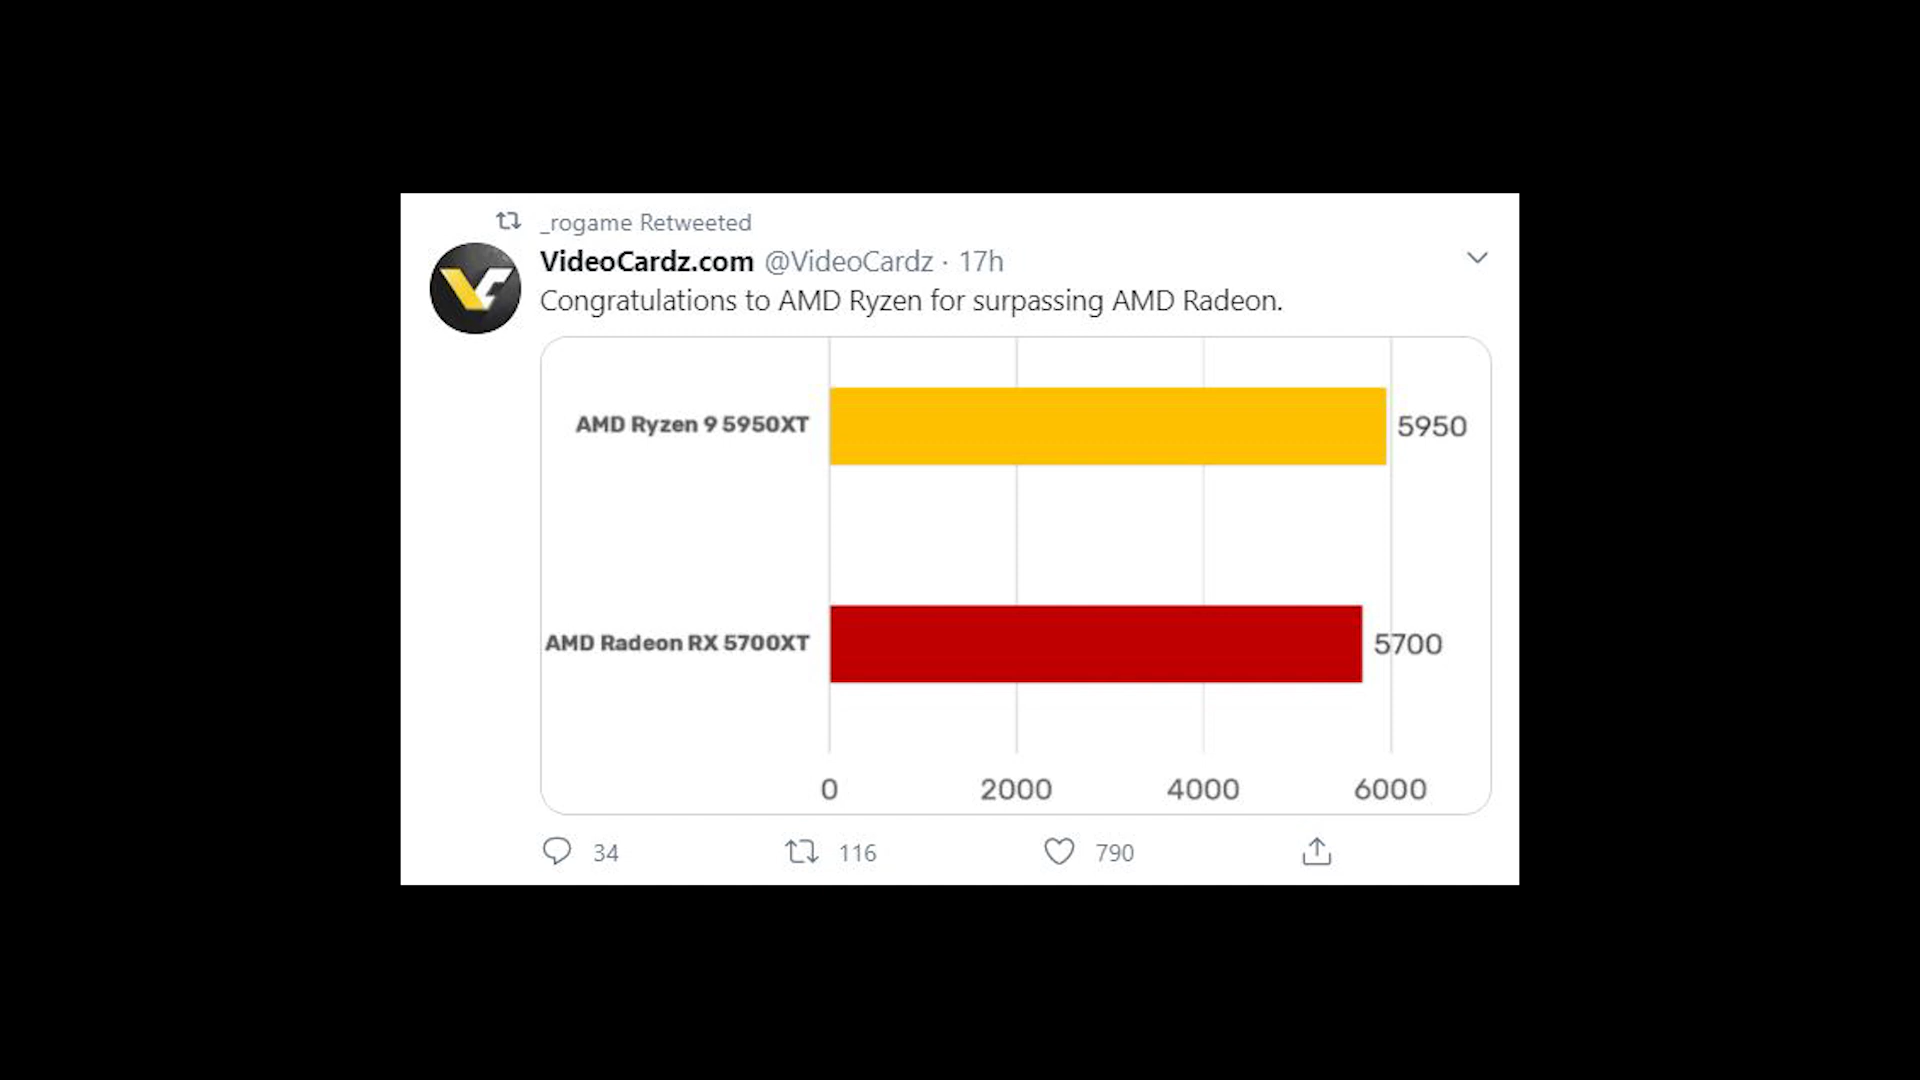 _rogame Retweeted
VideoCardz.com @VideoCardz · 17h
Congratulations to AMD Ryzen for surpassing AMD Radeon.
AMD Ryzen 9 5950XT 5950
AMD Radeon RX 5700XT 5700
0 2000 4000 6000
34 116 790